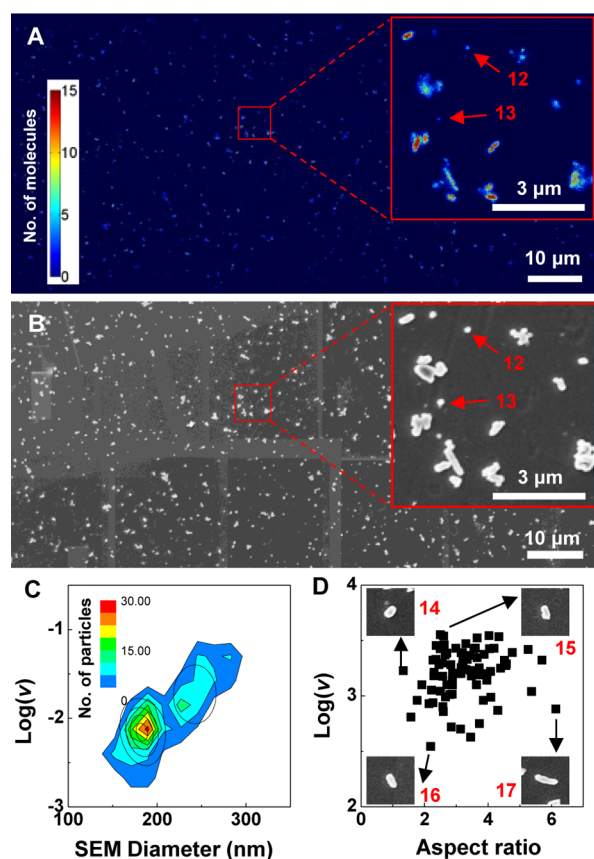 A
No. of molecules
15
10
5
0
12
13
3 μm
10 μm
B
12
13
3 μm
10 μm
C
No. of particles
30.00
15.00
0
Log(v)
-1
-2
-3
100
200
300
SEM Diameter (nm)
D
Log(v)
4
3
2
0
2
4
6
Aspect ratio
14
15
16
17